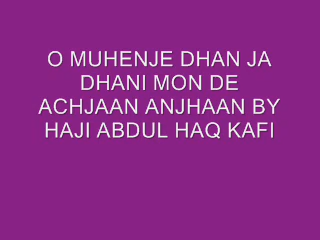 O MUHENJE DHAN JA
DHANI MON DE
ACHJAAN ANJHAAN BY
HAJI ABDUL HAQ KAFI